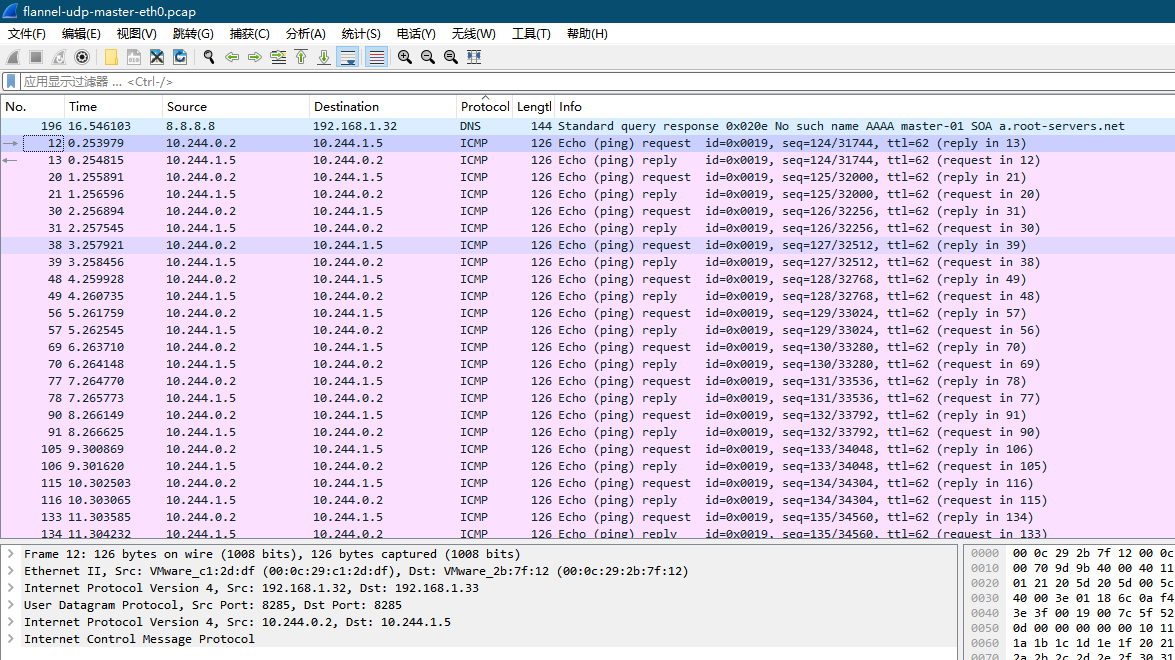 flannel-udp-master-eth0.pcap
文件(F) 编辑(E) 视图(V) 跳转(G) 捕获(C) 分析(A) 统计(S) 电话(Y) 无线(W) 工具(T) 帮助(H)
应用显示过滤器 … <Ctrl-/>
No. Time Source Destination Protocol Lengtl Info
196 16.546103 8.8.8.8 192.168.1.32 DNS 144 Standard query response 0x020e No such name AAAA master-01 SOA a.root-servers.net
12 0.253979 10.244.0.2 10.244.1.5 ICMP 126 Echo (ping) request id=0x0019, seq=124/31744, ttl=62 (reply in 13)
13 0.254815 10.244.1.5 10.244.0.2 ICMP 126 Echo (ping) reply id=0x0019, seq=124/31744, ttl=62 (request in 12)
20 1.255891 10.244.0.2 10.244.1.5 ICMP 126 Echo (ping) request id=0x0019, seq=125/32000, ttl=62 (reply in 21)
21 1.256596 10.244.1.5 10.244.0.2 ICMP 126 Echo (ping) reply id=0x0019, seq=125/32000, ttl=62 (request in 20)
30 2.256894 10.244.0.2 10.244.1.5 ICMP 126 Echo (ping) request id=0x0019, seq=126/32256, ttl=62 (reply in 31)
31 2.257545 10.244.1.5 10.244.0.2 ICMP 126 Echo (ping) reply id=0x0019, seq=126/32256, ttl=62 (request in 30)
38 3.257921 10.244.0.2 10.244.1.5 ICMP 126 Echo (ping) request id=0x0019, seq=127/32512, ttl=62 (reply in 39)
39 3.258456 10.244.1.5 10.244.0.2 ICMP 126 Echo (ping) reply id=0x0019, seq=127/32512, ttl=62 (request in 38)
48 4.259928 10.244.0.2 10.244.1.5 ICMP 126 Echo (ping) request id=0x0019, seq=128/32768, ttl=62 (reply in 49)
49 4.260735 10.244.1.5 10.244.0.2 ICMP 126 Echo (ping) reply id=0x0019, seq=128/32768, ttl=62 (request in 48)
56 5.261759 10.244.0.2 10.244.1.5 ICMP 126 Echo (ping) request id=0x0019, seq=129/33024, ttl=62 (reply in 57)
57 5.262545 10.244.1.5 10.244.0.2 ICMP 126 Echo (ping) reply id=0x0019, seq=129/33024, ttl=62 (request in 56)
69 6.263710 10.244.0.2 10.244.1.5 ICMP 126 Echo (ping) request id=0x0019, seq=130/33280, ttl=62 (reply in 70)
70 6.264148 10.244.1.5 10.244.0.2 ICMP 126 Echo (ping) reply id=0x0019, seq=130/33280, ttl=62 (request in 69)
77 7.264770 10.244.0.2 10.244.1.5 ICMP 126 Echo (ping) request id=0x0019, seq=131/33536, ttl=62 (reply in 78)
78 7.265773 10.244.1.5 10.244.0.2 ICMP 126 Echo (ping) reply id=0x0019, seq=131/33536, ttl=62 (request in 77)
90 8.266149 10.244.0.2 10.244.1.5 ICMP 126 Echo (ping) request id=0x0019, seq=132/33792, ttl=62 (reply in 91)
91 8.266625 10.244.1.5 10.244.0.2 ICMP 126 Echo (ping) reply id=0x0019, seq=132/33792, ttl=62 (request in 90)
105 9.300869 10.244.0.2 10.244.1.5 ICMP 126 Echo (ping) request id=0x0019, seq=133/34048, ttl=62 (reply in 106)
106 9.301620 10.244.1.5 10.244.0.2 ICMP 126 Echo (ping) reply id=0x0019, seq=133/34048, ttl=62 (request in 105)
115 10.302503 10.244.0.2 10.244.1.5 ICMP 126 Echo (ping) request id=0x0019, seq=134/34304, ttl=62 (reply in 116)
116 10.303065 10.244.1.5 10.244.0.2 ICMP 126 Echo (ping) reply id=0x0019, seq=134/34304, ttl=62 (request in 115)
133 11.303585 10.244.0.2 10.244.1.5 ICMP 126 Echo (ping) request id=0x0019, seq=135/34560, ttl=62 (reply in 134)
134 11.304232 10.244.1.5 10.244.0.2 ICMP 126 Echo (ping) reply id=0x0019, seq=135/34560, ttl=62 (request in 133)
Frame 12: 126 bytes on wire (1008 bits), 126 bytes captured (1008 bits)
Ethernet II, Src: VMware_c1:2d:df (00:0c:29:c1:2d:df), Dst: VMware_2b:7f:12 (00:0c:29:2b:7f:12)
Internet Protocol Version 4, Src: 192.168.1.32, Dst: 192.168.1.33
User Datagram Protocol, Src Port: 8285, Dst Port: 8285
Internet Protocol Version 4, Src: 10.244.0.2, Dst: 10.244.1.5
Internet Control Message Protocol
0000 00 0c 29 2b 7f 12 00 0c
0010 00 70 9d 9b 40 00 40 11
0020 01 21 20 5d 20 5d 00 5c
0030 40 00 3e 01 18 6c 0a f4
0040 3e 3f 00 19 00 7c 5f 52
0050 0d 00 00 00 00 00 10 11
0060 1a 1b 1c 1d 1e 1f 20 21
0070 2a 2b 2c 2d 2e 2f 30 31